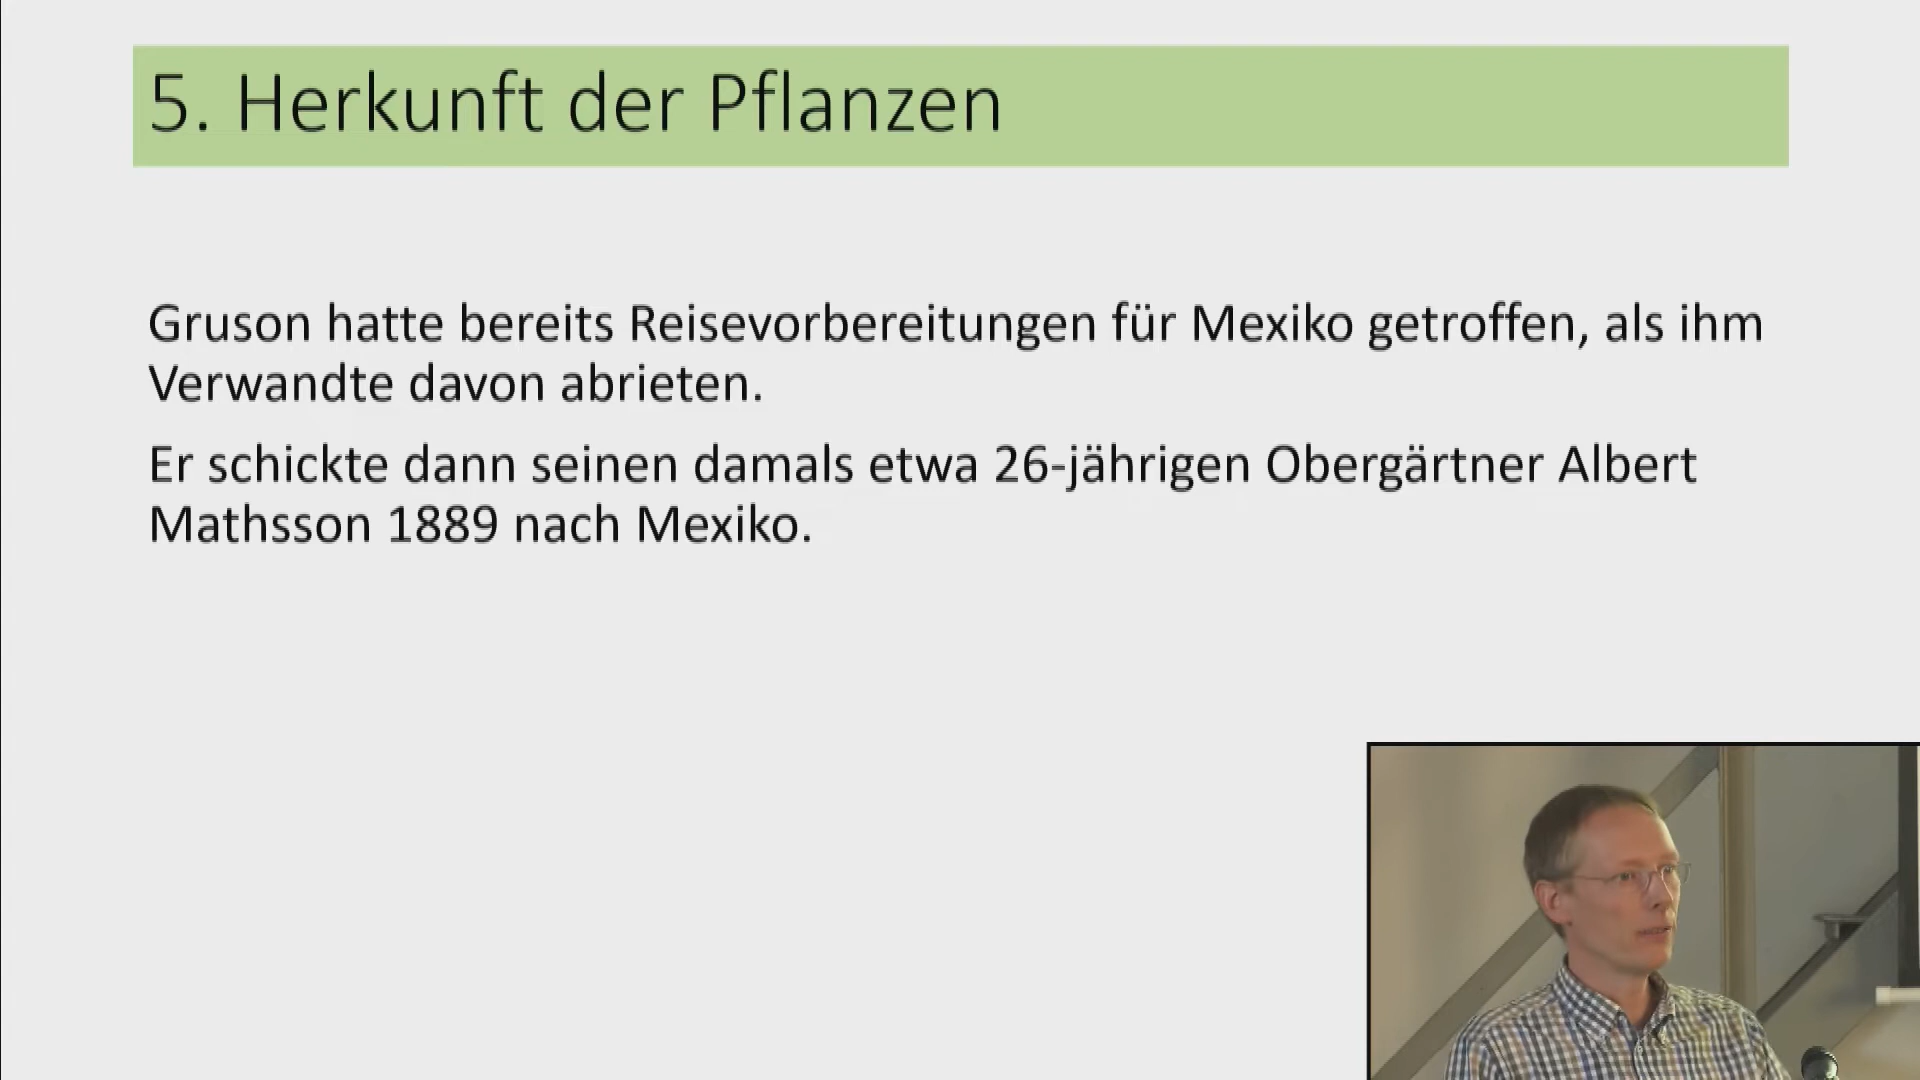 5. Herkunft der Pflanzen
Gruson hatte bereits Reisevorbereitungen für Mexiko getroffen, als ihm
Verwandte davon abrieten.
Er schickte dann seinen damals etwa 26-jährigen Obergärtner Albert
Mathsson 1889 nach Mexiko.